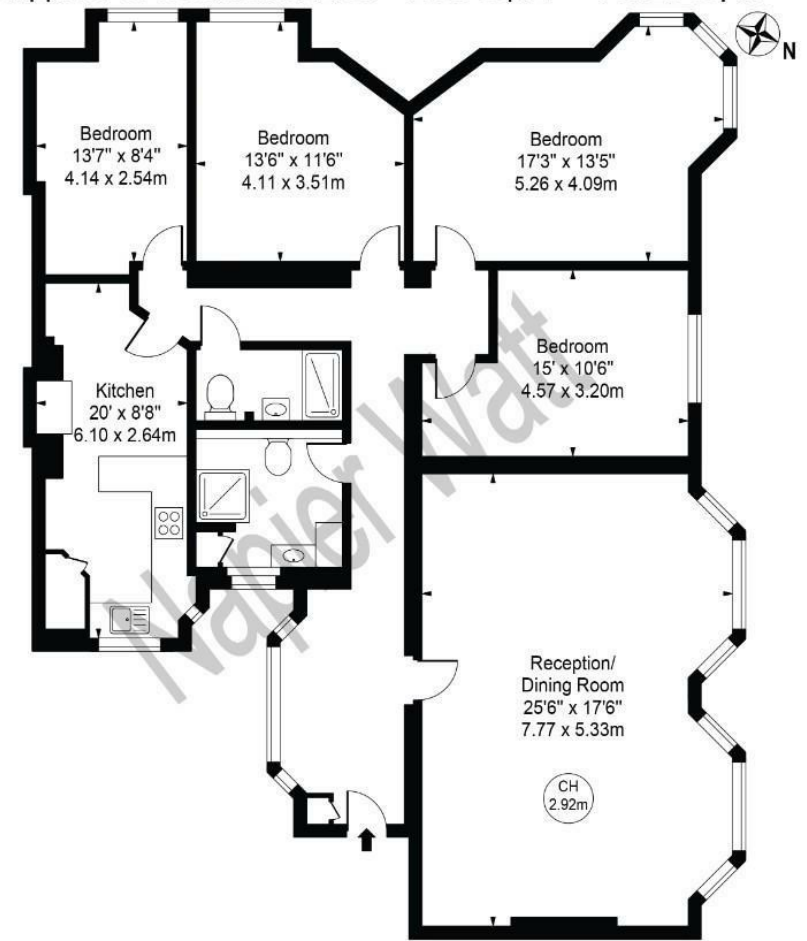 N
Bedroom
13'7" x 8'4"
4.14 x 2.54m
Bedroom
13'6" x 11'6"
4.11 x 3.51m
Bedroom
17'3" x 13'5"
5.26 x 4.09m
Bedroom
15' x 10'6"
4.57 x 3.20m
Kitchen
20' x 8'8"
6.10 x 2.64m
Napier Watt
Reception/
Dining Room
25'6" x 17'6"
7.77 x 5.33m
CH
2.92m